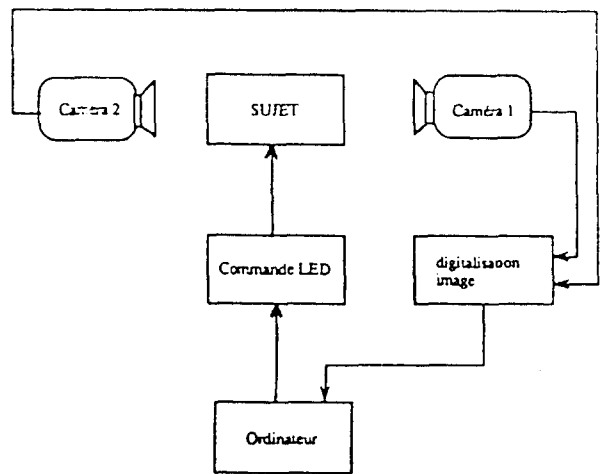 Caméra 2
SUJET
Caméra 1
Commande LED
digitalisation
image
Ordinateur